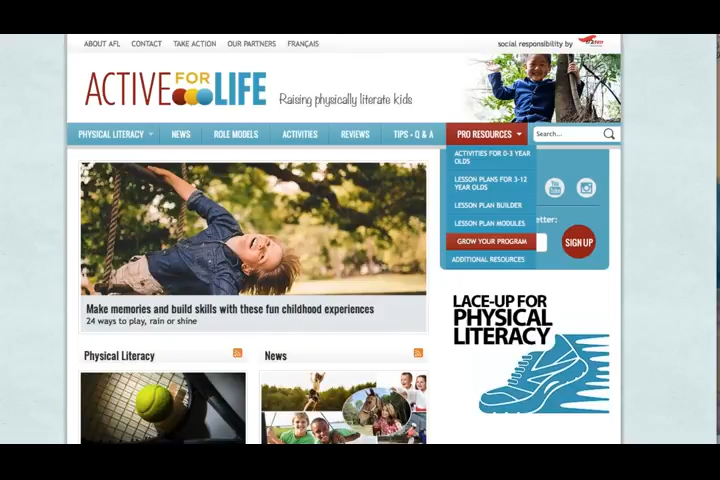 ABOUT AFL CONTACT TAKE ACTION OUR PARTNERS FRANÇAIS social responsibility by
ACTIVE FOR LIFE Raising physically literate kids
PHYSICAL LITERACY NEWS ROLE MODELS ACTIVITIES REVIEWS TIPS + Q & A PRO RESOURCES Search...
ACTIVITIES FOR 0-3 YEAR
OLDS
LESSON PLANS FOR 3-12
YEAR OLDS
You
Tube
LESSON PLAN BUILDER
LESSON PLAN MODULES
GROW YOUR PROGRAM
SIGN UP
ADDITIONAL RESOURCES
Make memories and build skills with these fun childhood experiences
24 ways to play, rain or shine
LACE-UP FOR
PHYSICAL
LITERACY
Physical Literacy News